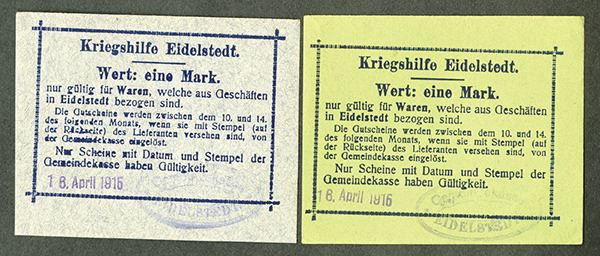 Kriegshilfe Eidelstedt.
Wert: eine Mark.
nur gültig für Waren, welche aus Geschäften
in Eidelstedt bezogen sind.
Die Gutscheine werden zwischen dem 10. und 14.
des folgenden Monats, wenn sie mit Stempel (auf
der Rückseite) des Lieferanten versehen sind, von
der Gemeindekasse eingelöst.
Nur Scheine mit Datum und Stempel der
Gemeindekasse haben Gültigkeit.
18. April 1915
EIDELSTEDT
Kriegshilfe Eidelstedt.
Wert: eine Mark.
nur gültig für Waren, welche aus Geschäften
in Eidelstedt bezogen sind.
Die Gutscheine werden zwischen dem 10. und 14.
des folgenden Monats, wenn sie mit Stempel (auf
der Rückseite) des Lieferanten versehen sind, von
der Gemeindekasse eingelöst.
Nur Scheine mit Datum und Stempel der
Gemeindekasse haben Gültigkeit.
18. April 1915
EIDELSTEDT